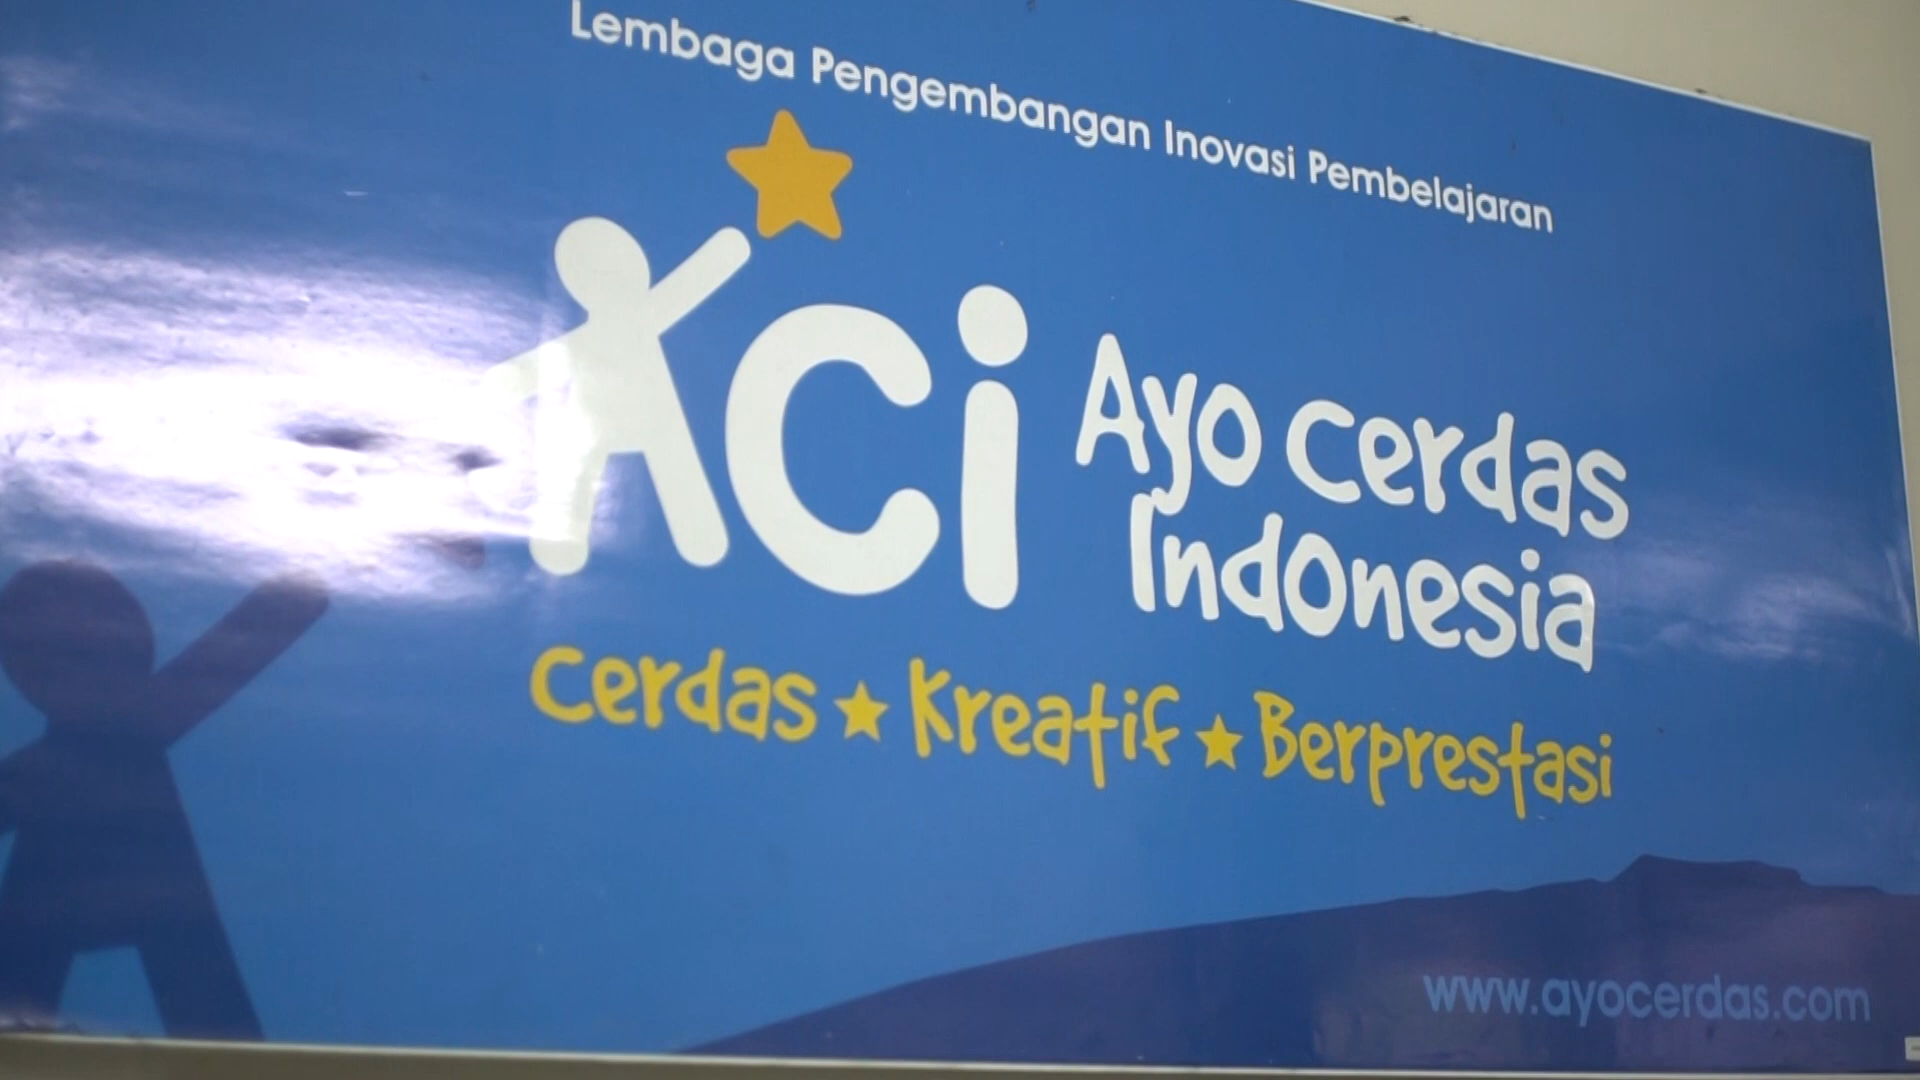 Lembaga Pengembangan Inovasi Pembelajaran
ACi
Ayo Cerdas
Indonesia
Cerdas ★ Kreatif ★ Berprestasi
www.ayocerdas.com